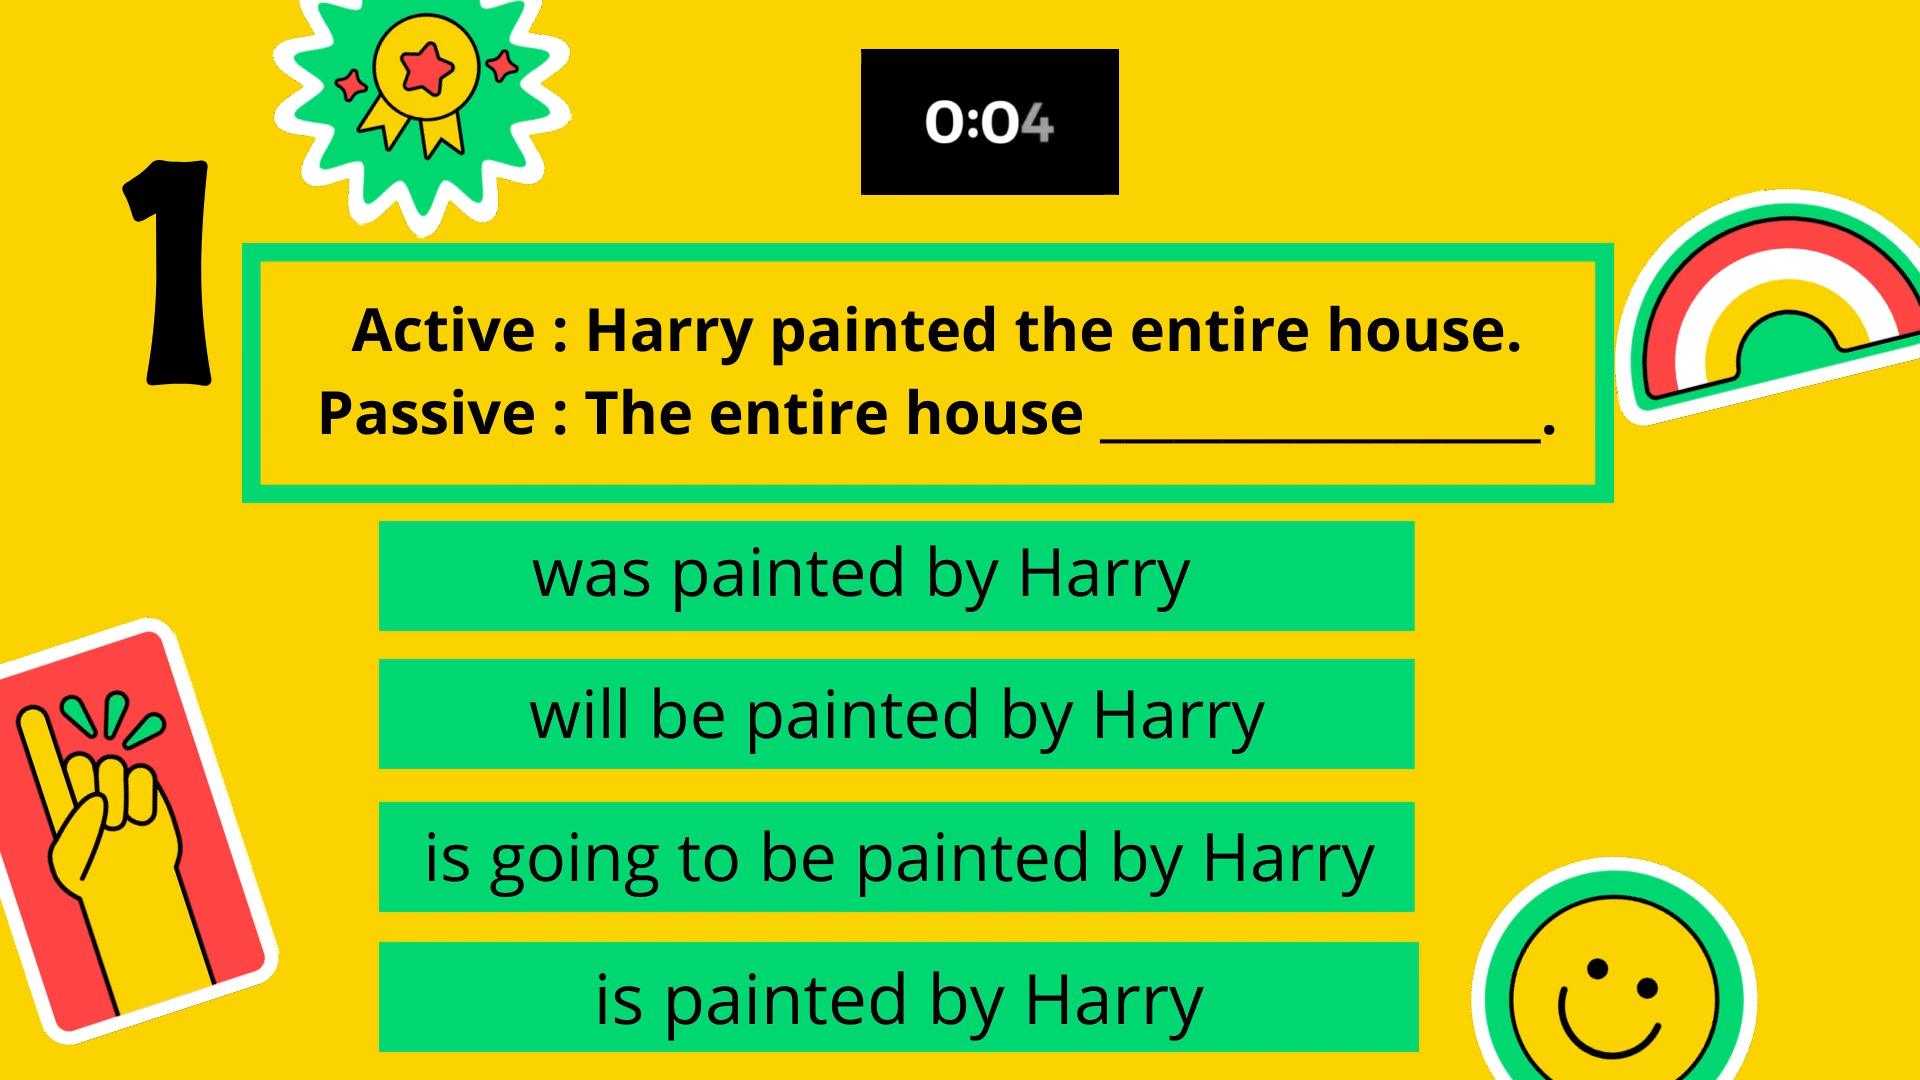 0:04
1
Active : Harry painted the entire house.
Passive : The entire house __________________.
was painted by Harry
will be painted by Harry
is going to be painted by Harry
is painted by Harry